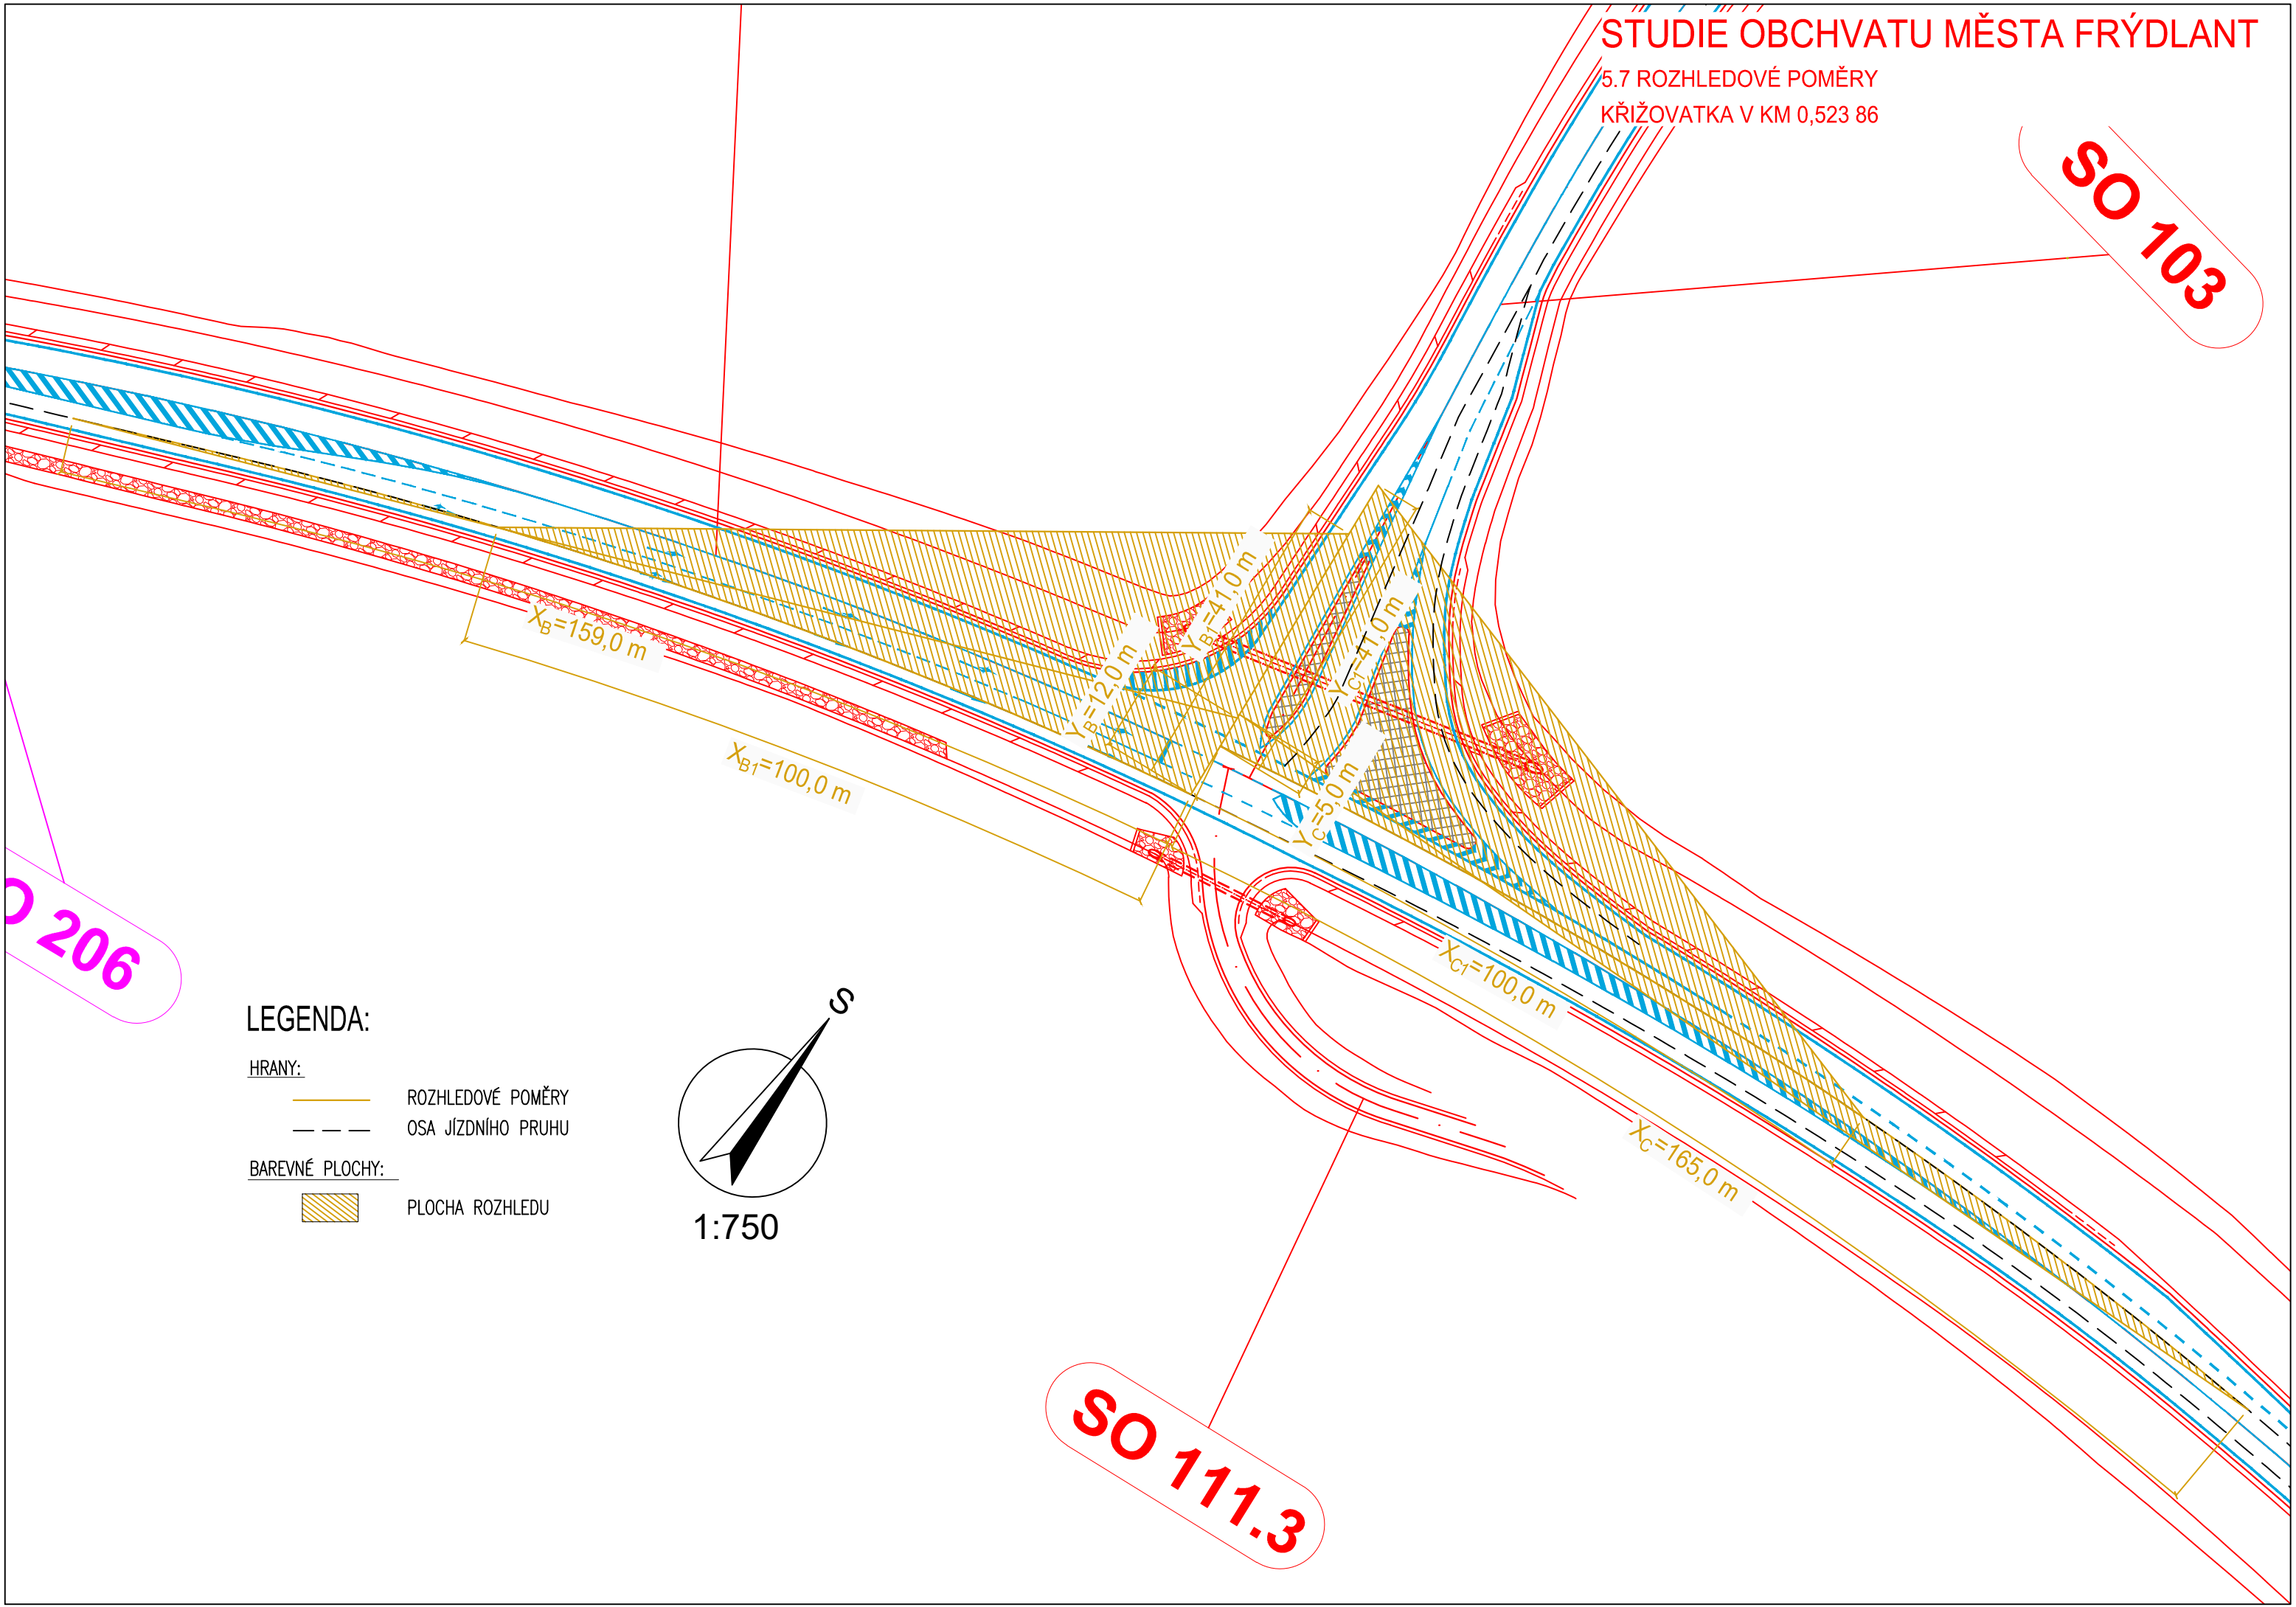 STUDIE OBCHVATU MĚSTA FRÝDLANT
5.7 ROZHLEDOVÉ POMĚRY
KŘIŽOVATKA V KM 0,523 86
SO 103
X_B=159,0 m
X_B1=100,0 m
Y_B=12,0 m
Y_B1=41,0 m
Y_C1=41,0 m
Y_C=5,0 m
X_C1=100,0 m
X_C=165,0 m
O 206
LEGENDA:
HRANY:
ROZHLEDOVÉ POMĚRY
OSA JÍZDNÍHO PRUHU
BAREVNÉ PLOCHY:
PLOCHA ROZHLEDU
S
1:750
SO 111.3